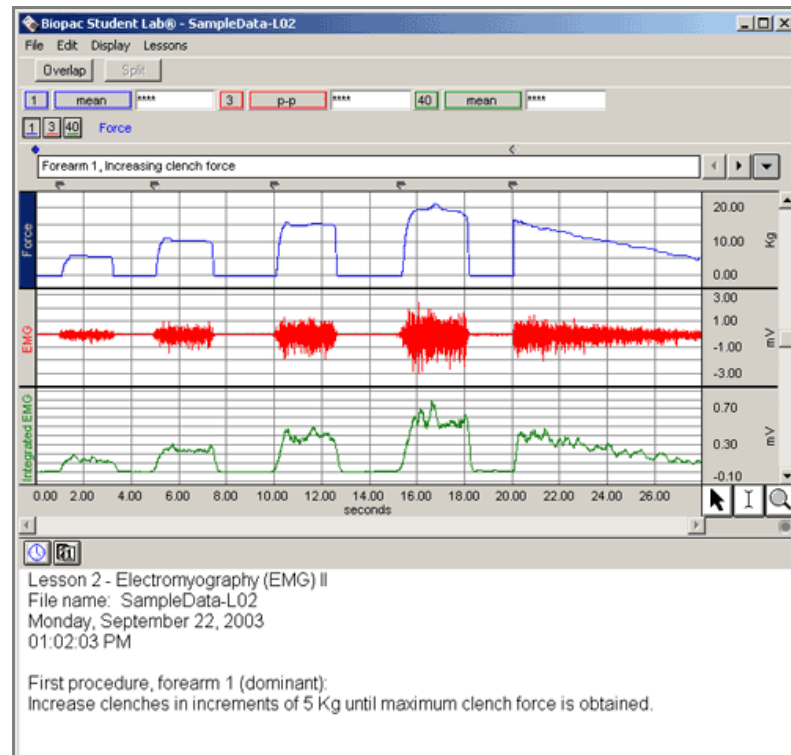 Biopac Student Lab® - SampleData-L02
File Edit Display Lessons
Overlap Split
1 mean **** 3 p-p **** 40 mean ****
1 3 40 Force
Forearm 1, Increasing clench force
Force
20.00
10.00
0.00
Kg
EMG
3.00
1.00
-1.00
-3.00
mV
Integrated EMG
0.70
0.30
-0.10
mV
0.00 2.00 4.00 6.00 8.00 10.00 12.00 14.00 16.00 18.00 20.00 22.00 24.00 26.00
seconds
Lesson 2 - Electromyography (EMG) II
File name: SampleData-L02
Monday, September 22, 2003
01:02:03 PM
First procedure, forearm 1 (dominant):
Increase clenches in increments of 5 Kg until maximum clench force is obtained.